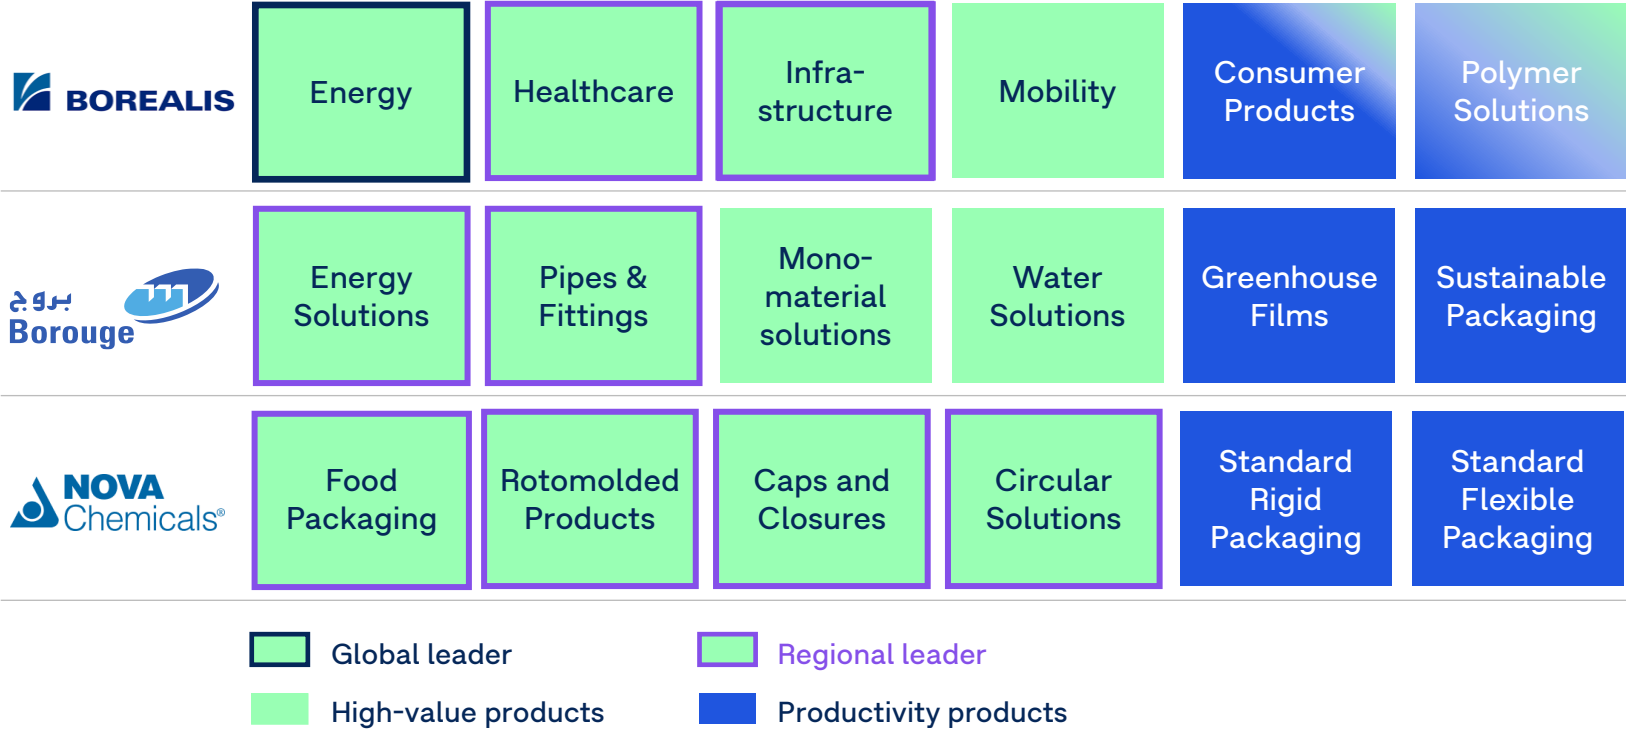 BOREALIS
Energy
Healthcare
Infra-
structure
Mobility
Consumer
Products
Polymer
Solutions
بروج
Borouge
Energy
Solutions
Pipes &
Fittings
Mono-
material
solutions
Water
Solutions
Greenhouse
Films
Sustainable
Packaging
NOVA
Chemicals®
Food
Packaging
Rotomolded
Products
Caps and
Closures
Circular
Solutions
Standard
Rigid
Packaging
Standard
Flexible
Packaging
Global leader
Regional leader
High-value products
Productivity products